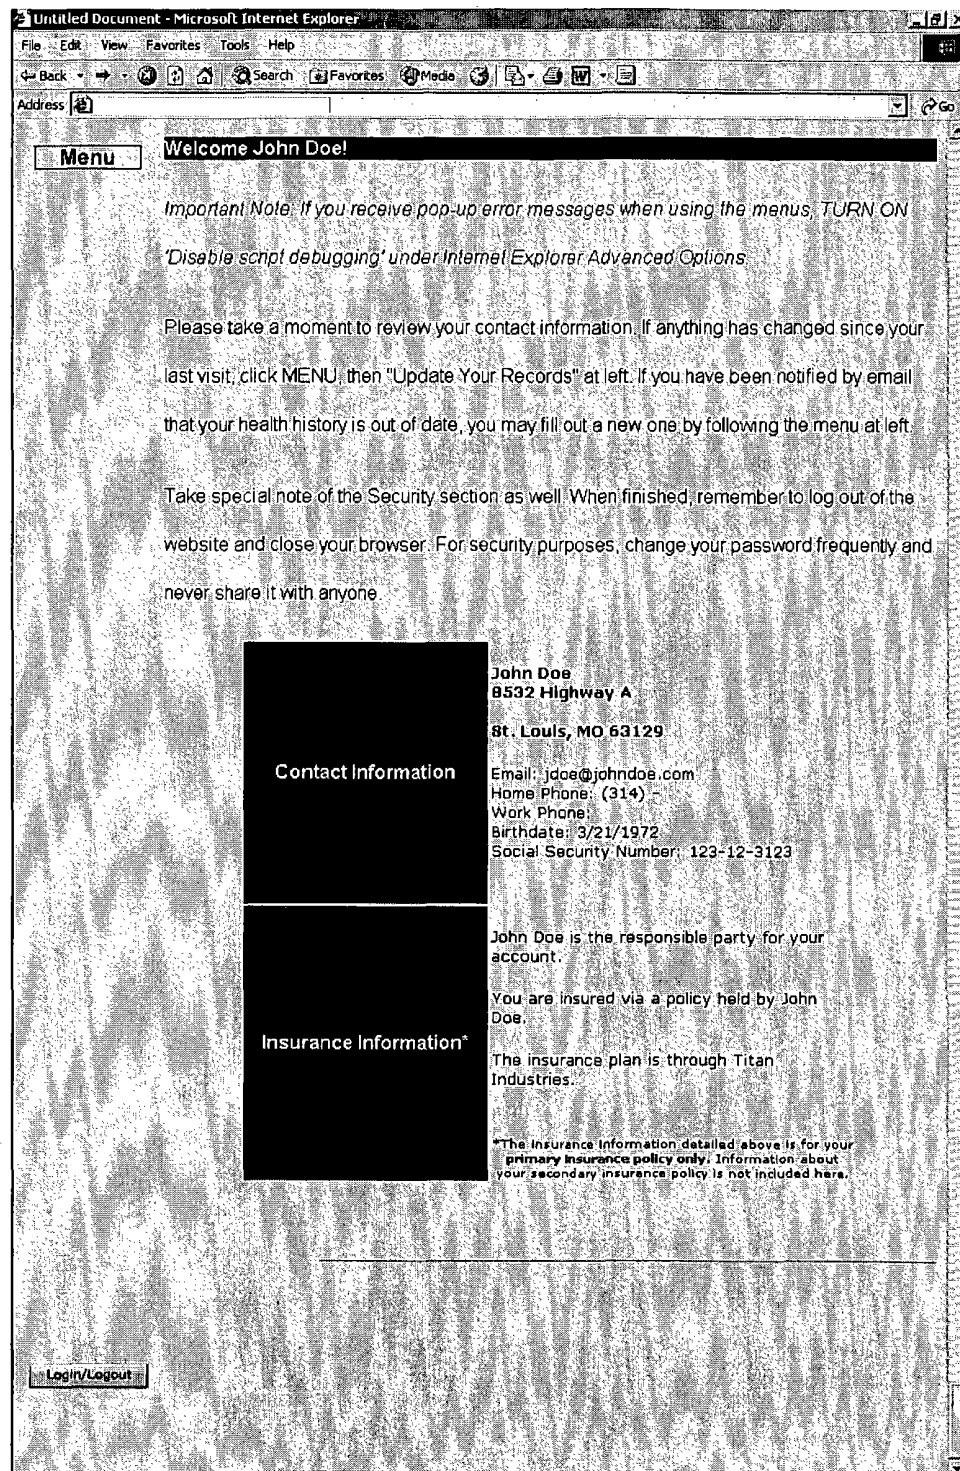 Untitled Document - Microsoft Internet Explorer
File Edit View Favorites Tools Help
Back Search Favorites Media
Address Go
Menu
Welcome John Doe!
Important Note: If you receive pop-up error messages when using the menus, TURN ON
'Disable script debugging' under Internet Explorer Advanced Options.
Please take a moment to review your contact information. If anything has changed since your
last visit, click MENU, then "Update Your Records" at left. If you have been notified by email
that your health history is out of date, you may fill out a new one by following the menu at left.
Take special note of the Security section as well. When finished, remember to log out of the
website and close your browser. For security purposes, change your password frequently and
never share it with anyone.
Contact Information
John Doe
8532 Highway A
St. Louis, MO 63129
Email: jdoe@johndoe.com
Home Phone: (314) -
Work Phone:
Birthdate: 3/21/1972
Social Security Number: 123-12-3123
Insurance Information*
John Doe is the responsible party for your
account.
You are insured via a policy held by John
Doe.
The insurance plan is through Titan
Industries.
*The insurance information detailed above is for your
primary insurance policy only. Information about
your secondary insurance policy is not included here.
Login/Logout